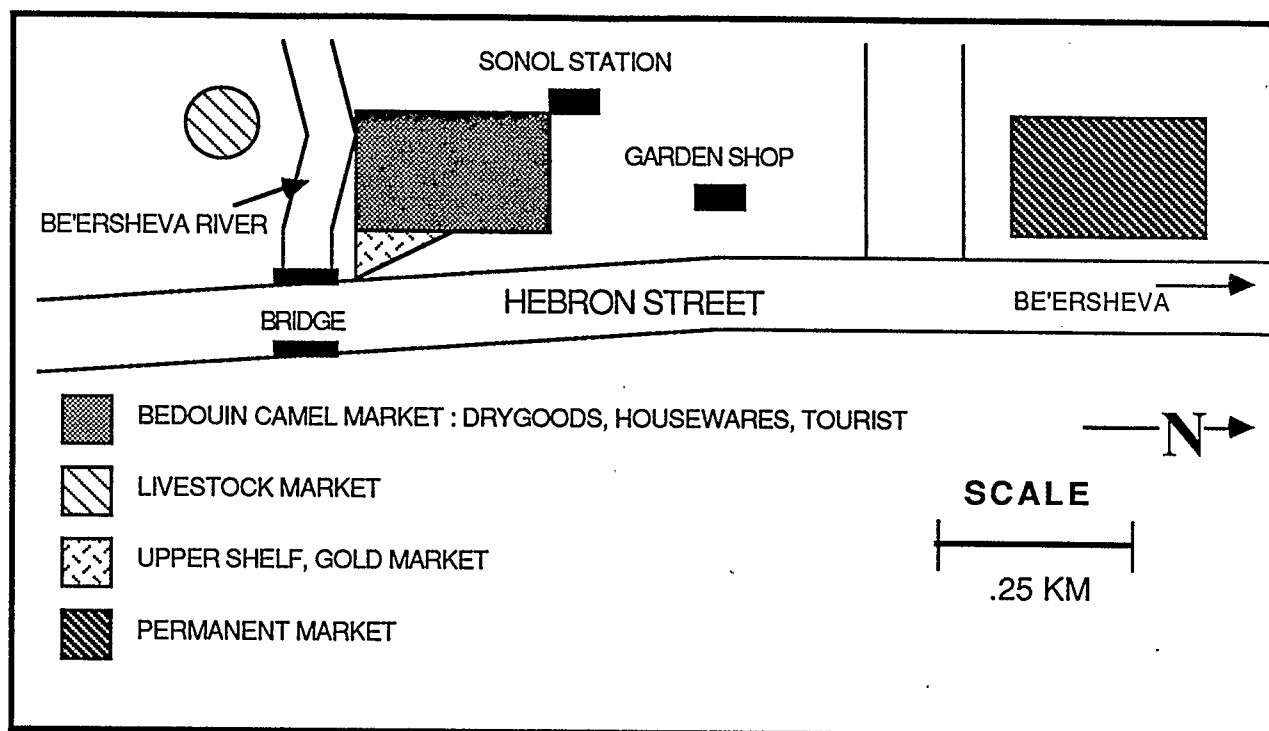 SONOL STATION
GARDEN SHOP
BE'ERSHEVA RIVER
HEBRON STREET
BE'ERSHEVA
BRIDGE
BEDOUIN CAMEL MARKET : DRYGOODS, HOUSEWARES, TOURIST
N
LIVESTOCK MARKET
SCALE
UPPER SHELF, GOLD MARKET
.25 KM
PERMANENT MARKET